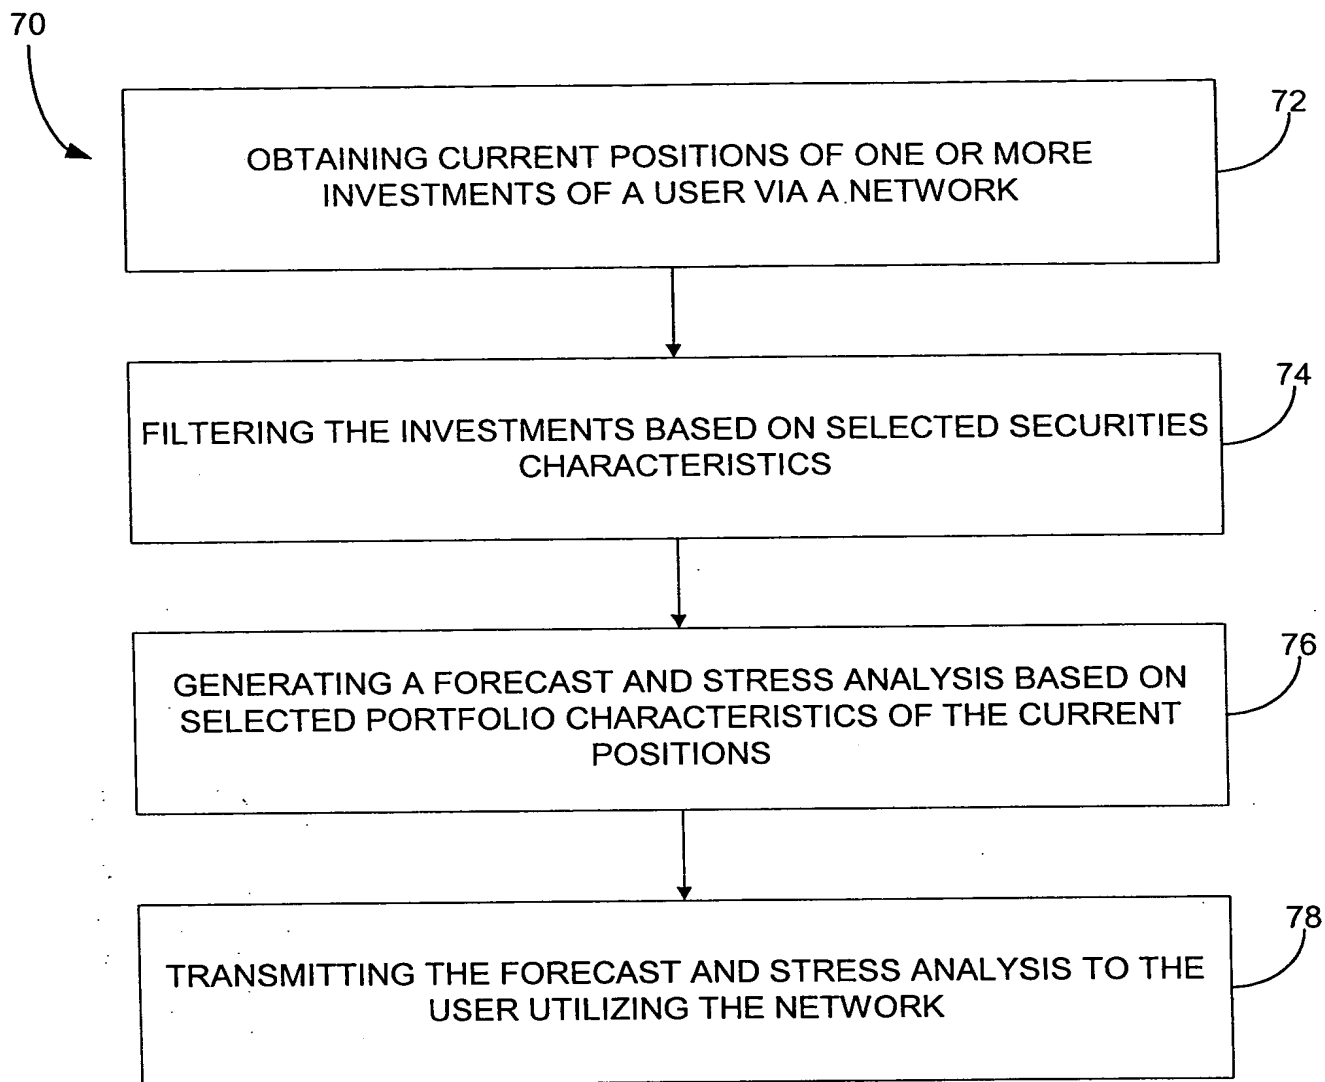 70
72
OBTAINING CURRENT POSITIONS OF ONE OR MORE
INVESTMENTS OF A USER VIA A NETWORK
74
FILTERING THE INVESTMENTS BASED ON SELECTED SECURITIES
CHARACTERISTICS
76
GENERATING A FORECAST AND STRESS ANALYSIS BASED ON
SELECTED PORTFOLIO CHARACTERISTICS OF THE CURRENT
POSITIONS
78
TRANSMITTING THE FORECAST AND STRESS ANALYSIS TO THE
USER UTILIZING THE NETWORK